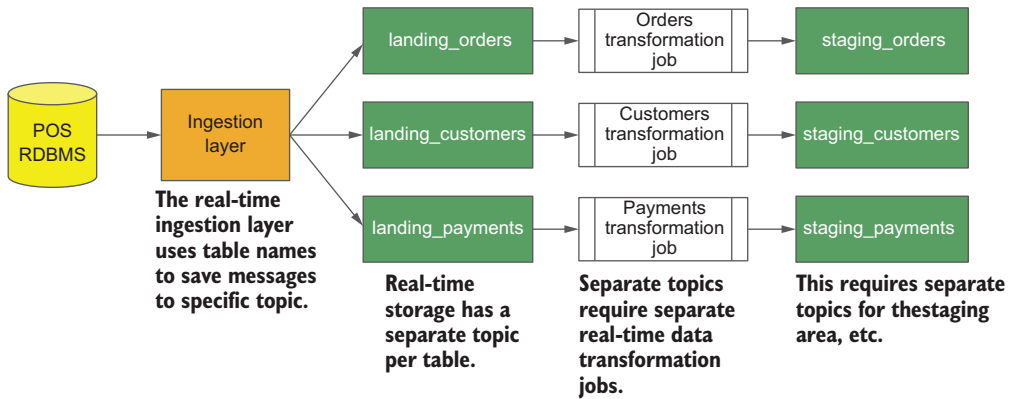 POS
RDBMS
Ingestion
layer
The real-time
ingestion layer
uses table names
to save messages
to specific topic.
landing_orders
landing_customers
landing_payments
Real-time
storage has a
separate topic
per table.
Orders
transformation
job
Customers
transformation
job
Payments
transformation
job
Separate topics
require separate
real-time data
transformation
jobs.
staging_orders
staging_customers
staging_payments
This requires separate
topics for thestaging
area, etc.